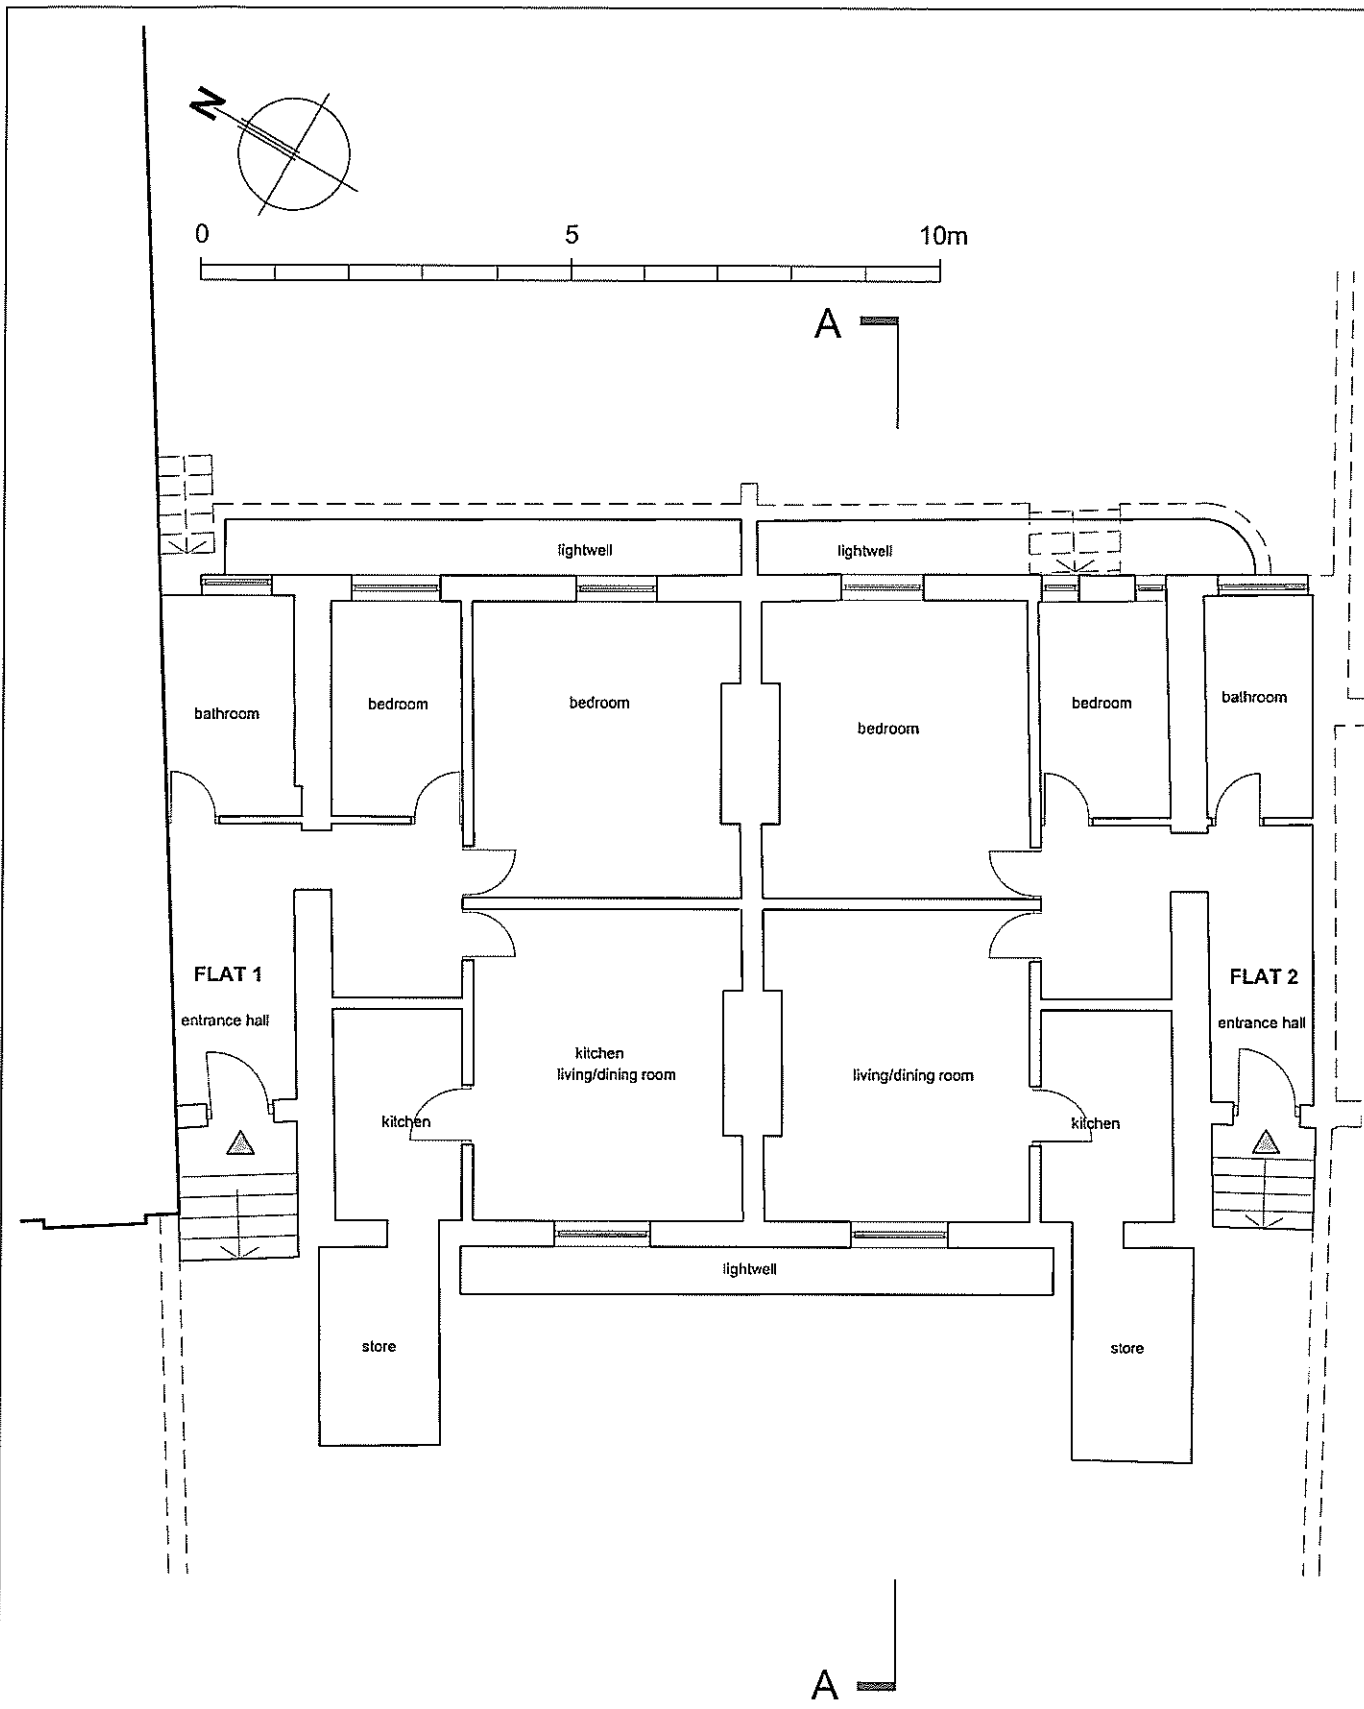 N
0 5 10m
A
lightwell lightwell
bathroom bedroom bedroom bedroom bedroom bathroom
FLAT 1 FLAT 2
entrance hall entrance hall
kitchen
living/dining room living/dining room
kitchen kitchen
lightwell
store store
A